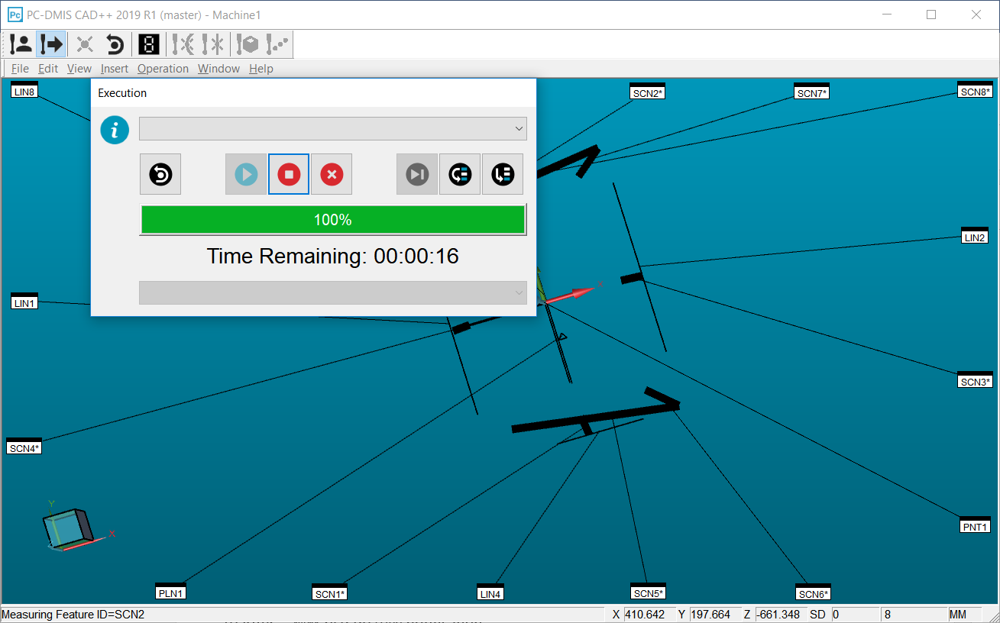 Pc PC-DMIS CAD++ 2019 R1 (master) - Machine1
File Edit View Insert Operation Window Help
LIN8
Execution
SCN2*
SCN7*
SCN8*
100%
Time Remaining: 00:00:16
LIN2
X
LIN1
SCN3*
SCN4*
Y
X
PNT1
PLN1
SCN1*
LIN4
SCN5*
SCN6*
Measuring Feature ID=SCN2 X 410.642 Y 197.664 Z -661.348 SD 0 8 MM